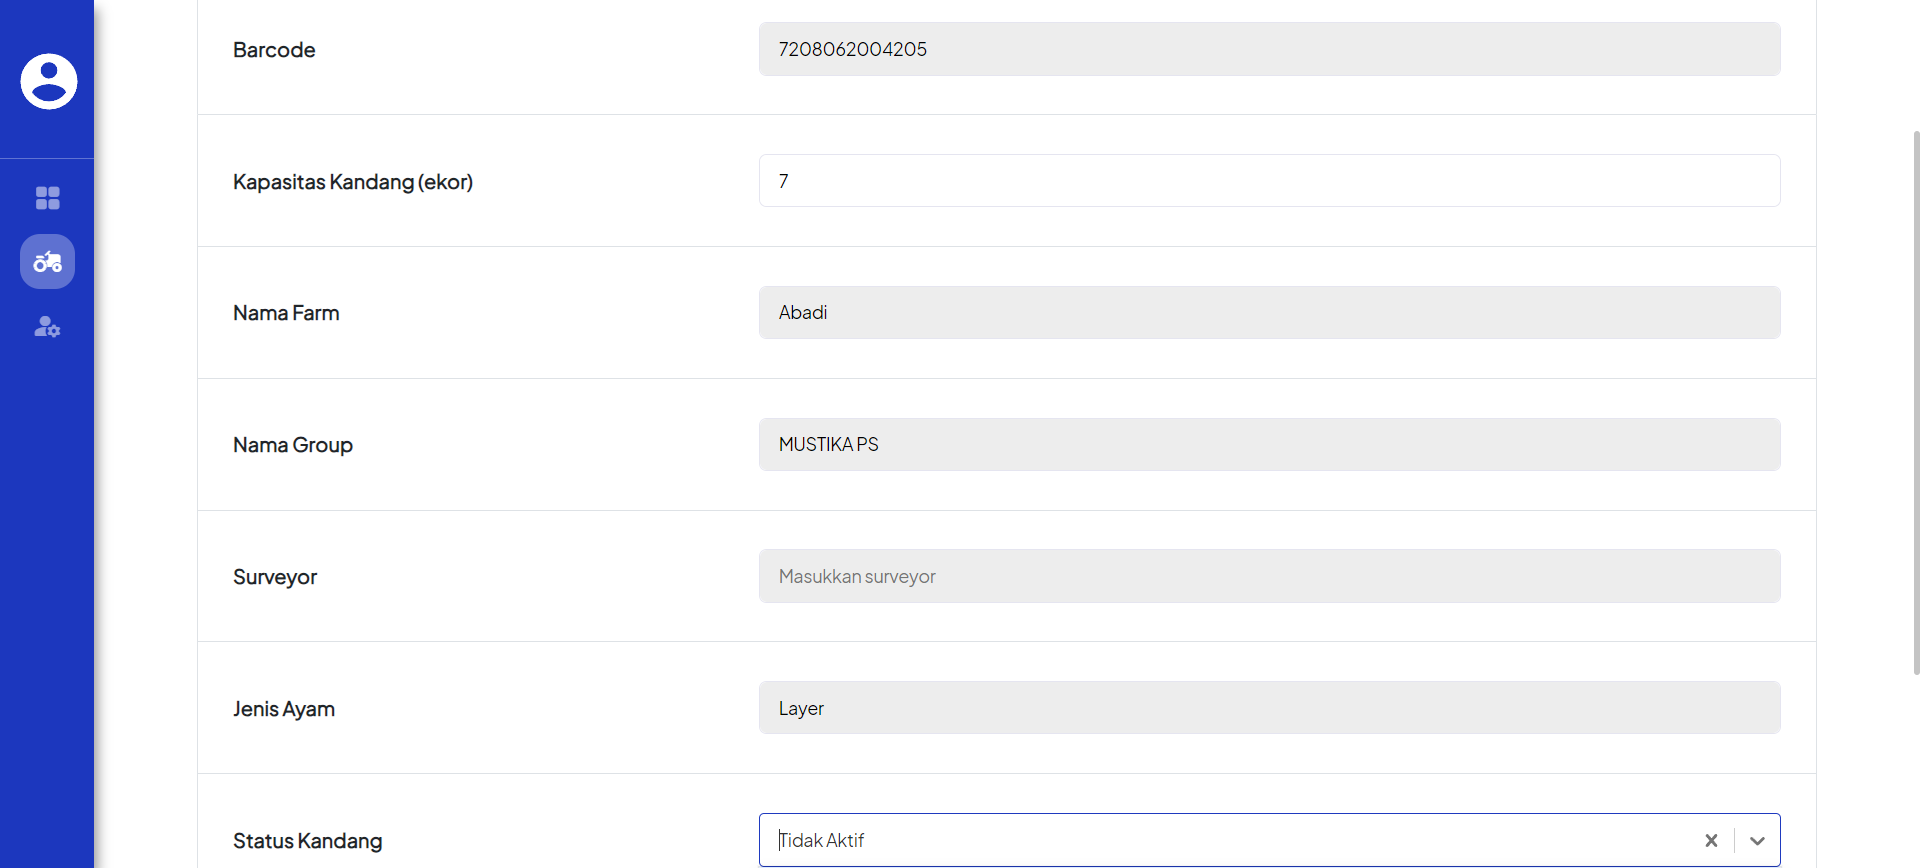 Barcode
7208062004205
Kapasitas Kandang (ekor)
7
Nama Farm
Abadi
Nama Group
MUSTIKA PS
Surveyor
Masukkan surveyor
Jenis Ayam
Layer
Status Kandang
Tidak Aktif